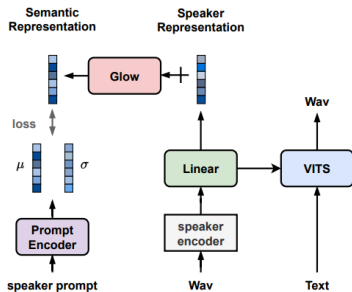 Semantic
Representation
Speaker
Representation
Glow
Wav
loss
μ
σ
Linear
VITS
Prompt
Encoder
speaker
encoder
speaker prompt
Wav
Text